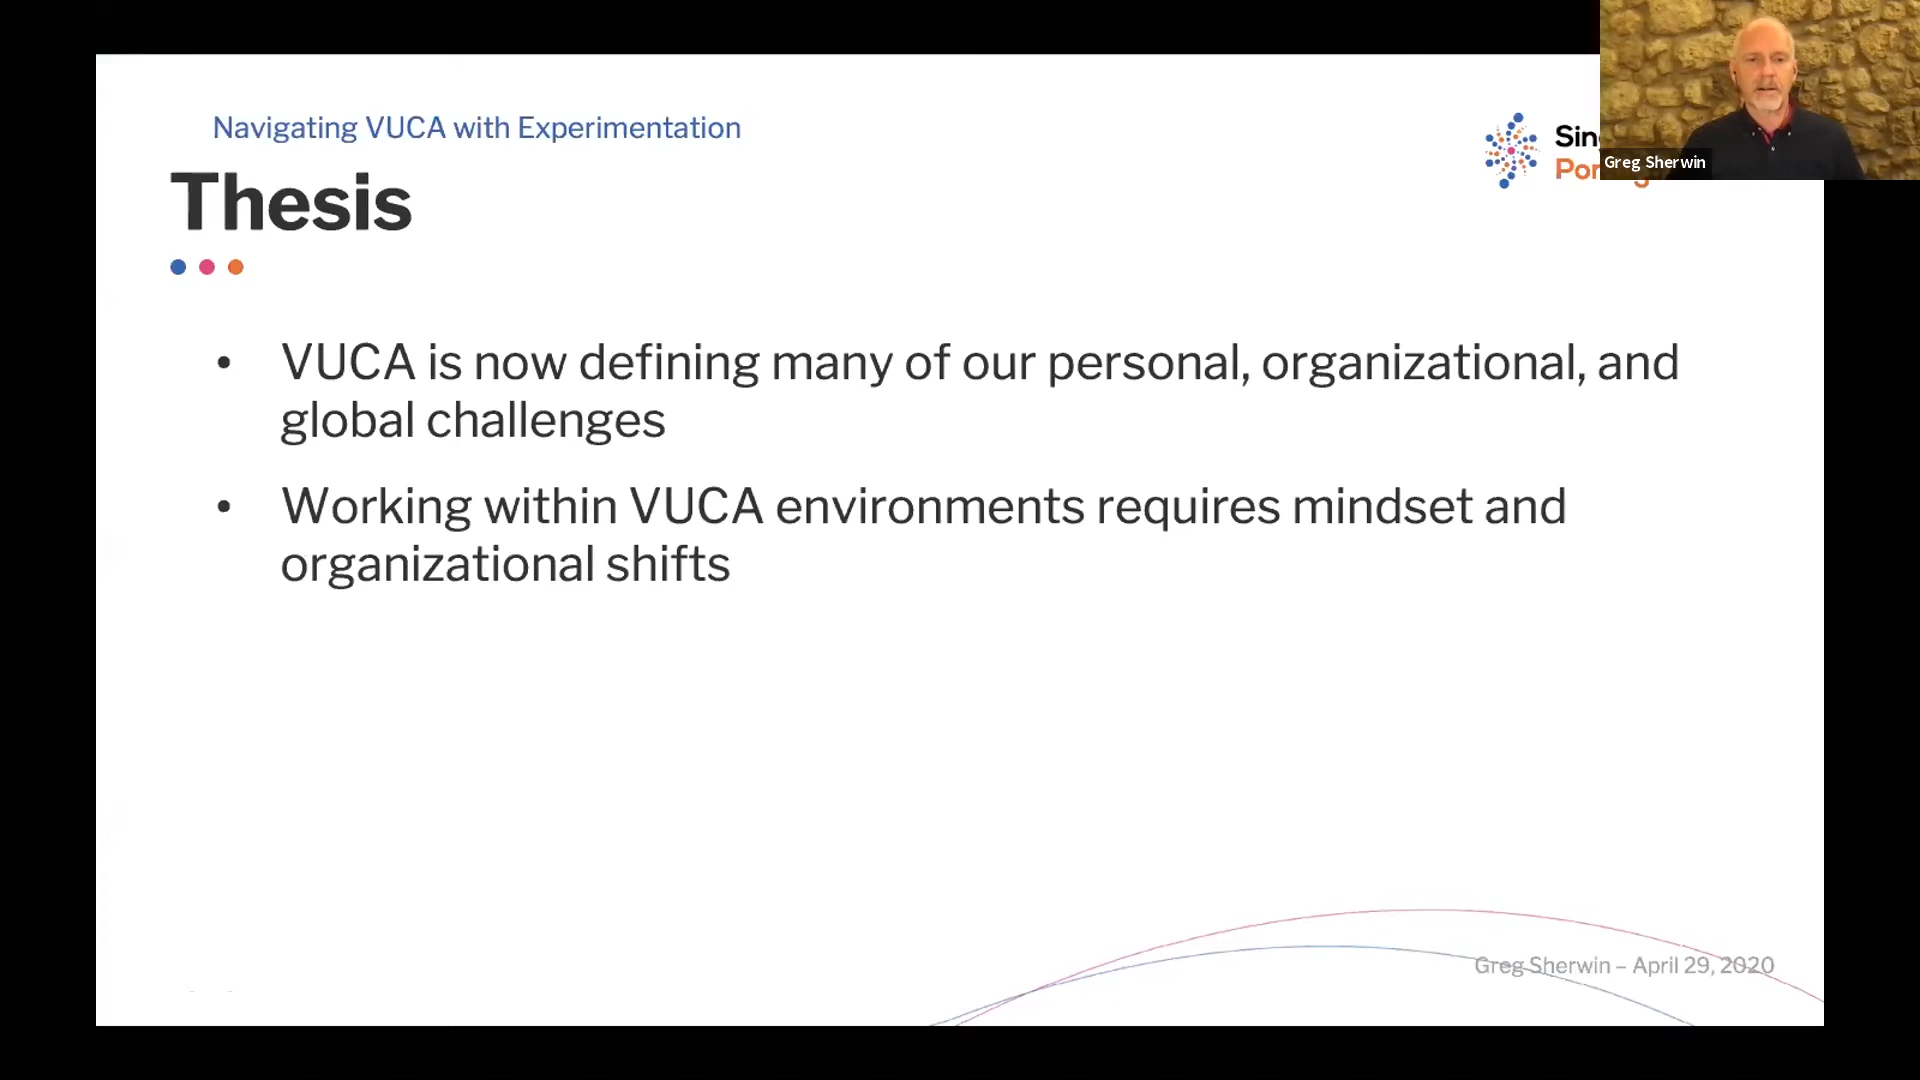 Navigating VUCA with Experimentation
Thesis
• VUCA is now defining many of our personal, organizational, and
global challenges
• Working within VUCA environments requires mindset and
organizational shifts
Greg Sherwin
Greg Sherwin – April 29, 2020